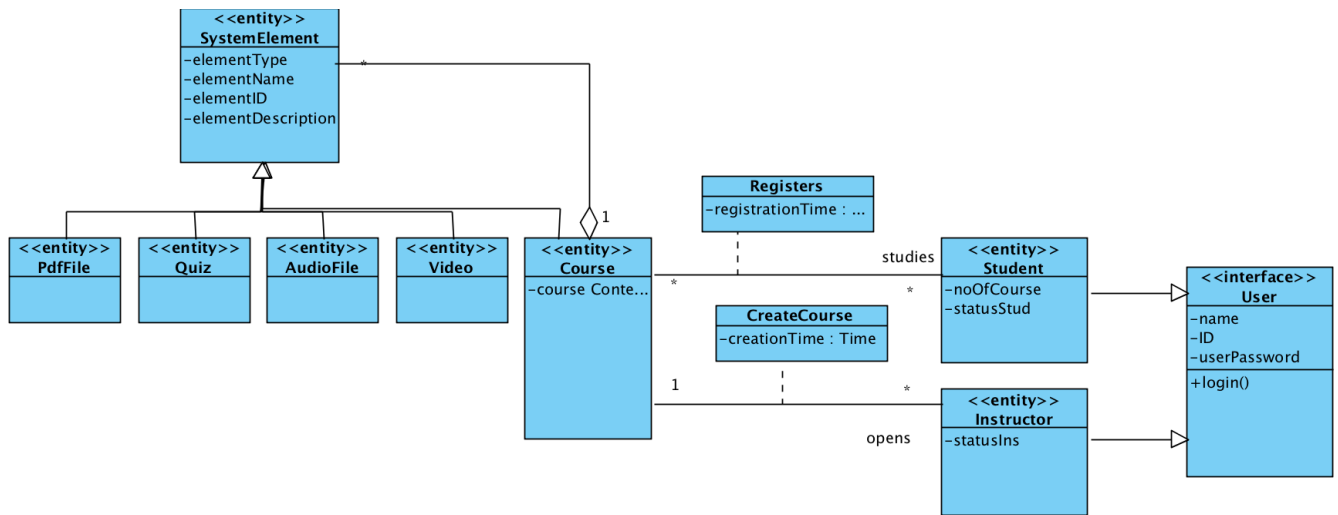 <<entity>>
SystemElement
-elementType
-elementName
-elementID
-elementDescription
*
1
<<entity>>
PdfFile
<<entity>>
Quiz
<<entity>>
AudioFile
<<entity>>
Video
<<entity>>
Course
-course Conte...
Registers
-registrationTime : ...
studies
*
*
CreateCourse
-creationTime : Time
1
*
opens
<<entity>>
Student
-noOfCourse
-statusStud
<<entity>>
Instructor
-statusIns
<<interface>>
User
-name
-ID
-userPassword
+login()